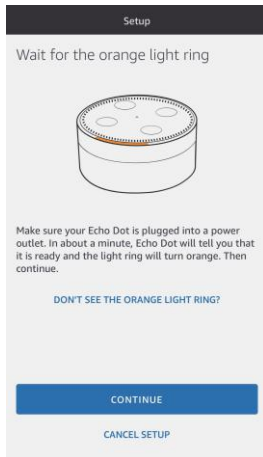 Setup
Wait for the orange light ring
Make sure your Echo Dot is plugged into a power
outlet. In about a minute, Echo Dot will tell you that
it is ready and the light ring will turn orange. Then
continue.
DON'T SEE THE ORANGE LIGHT RING?
CONTINUE
CANCEL SETUP